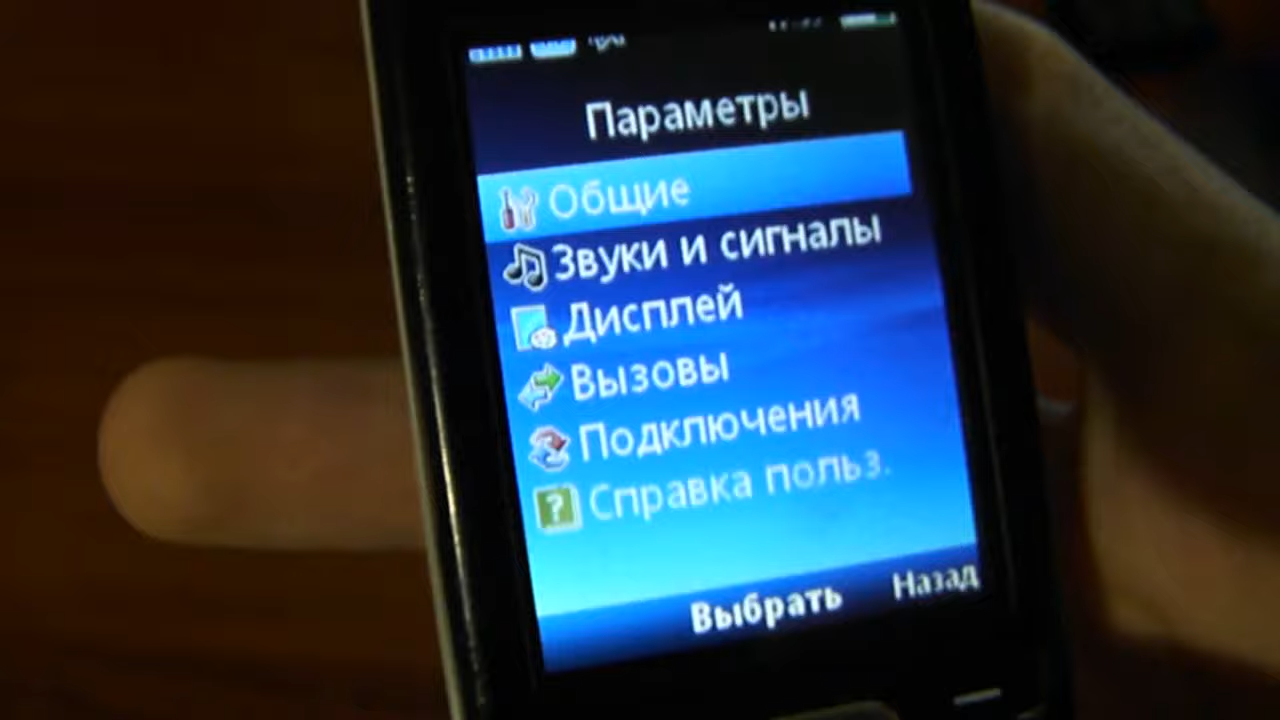 Параметры
Общие
Звуки и сигналы
Дисплей
Вызовы
Подключения
Справка польз.
Выбрать
Назад